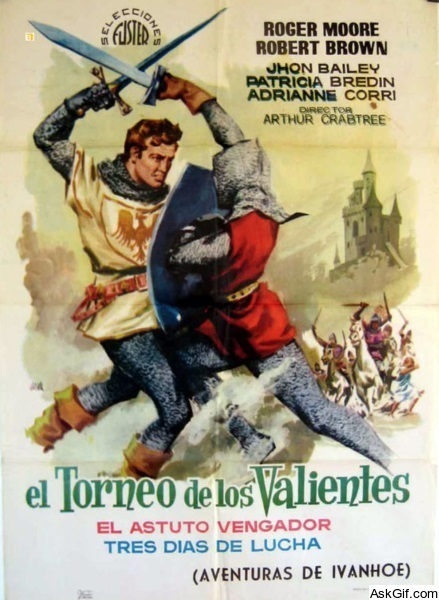 SELECCIONES
FUSTER
ROGER MOORE
ROBERT BROWN
JHON BAILEY
PATRICIA BREDIN
ADRIANNE CORRI
DIRECTOR
ARTHUR CRABTREE
el Torneo de los Valientes
EL ASTUTO VENGADOR
TRES DIAS DE LUCHA
(AVENTURAS DE IVANHOE)
AskGif.com